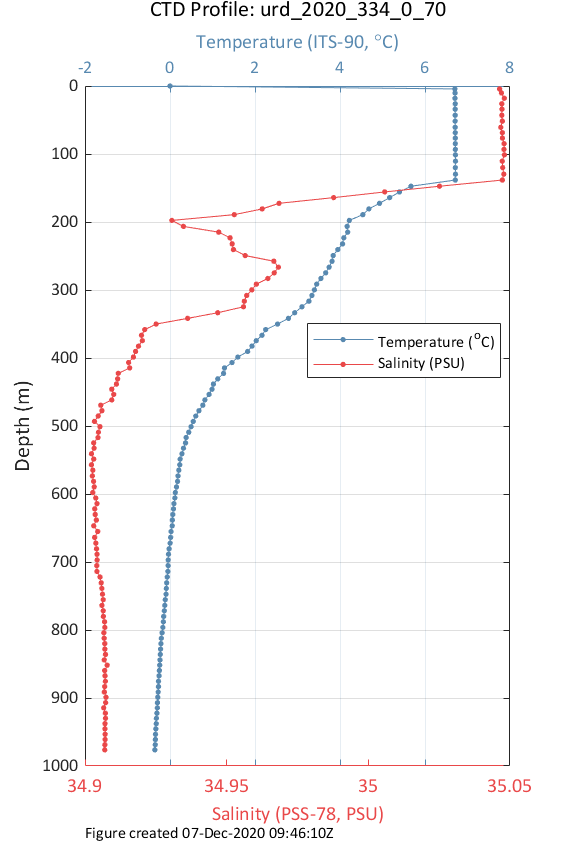 CTD Profile: urd_2020_334_0_70
Temperature (ITS-90, °C)
-2 0 2 4 6 8
0
100
200
300
400
500
600
700
800
900
1000
Depth (m)
Temperature (°C)
Salinity (PSU)
34.9 34.95 35 35.05
Salinity (PSS-78, PSU)
Figure created 07-Dec-2020 09:46:10Z